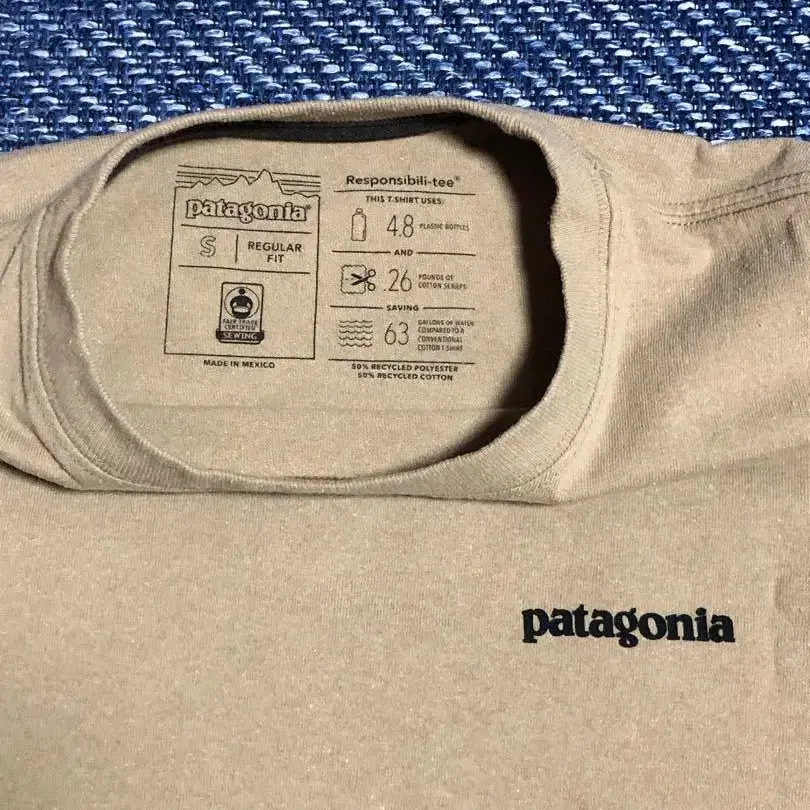 patagonia®
S
REGULAR
FIT
FAIR TRADE
CERTIFIED
SEWING
MADE IN MEXICO
Responsibili-tee®
THIS T-SHIRT USES:
4.8 PLASTIC BOTTLES
AND
.26 POUNDS OF
COTTON SCRAPS
SAVING
63 GALLONS OF WATER
COMPARED TO A
CONVENTIONAL
COTTON T-SHIRT
50% RECYCLED POLYESTER
50% RECYCLED COTTON
patagonia